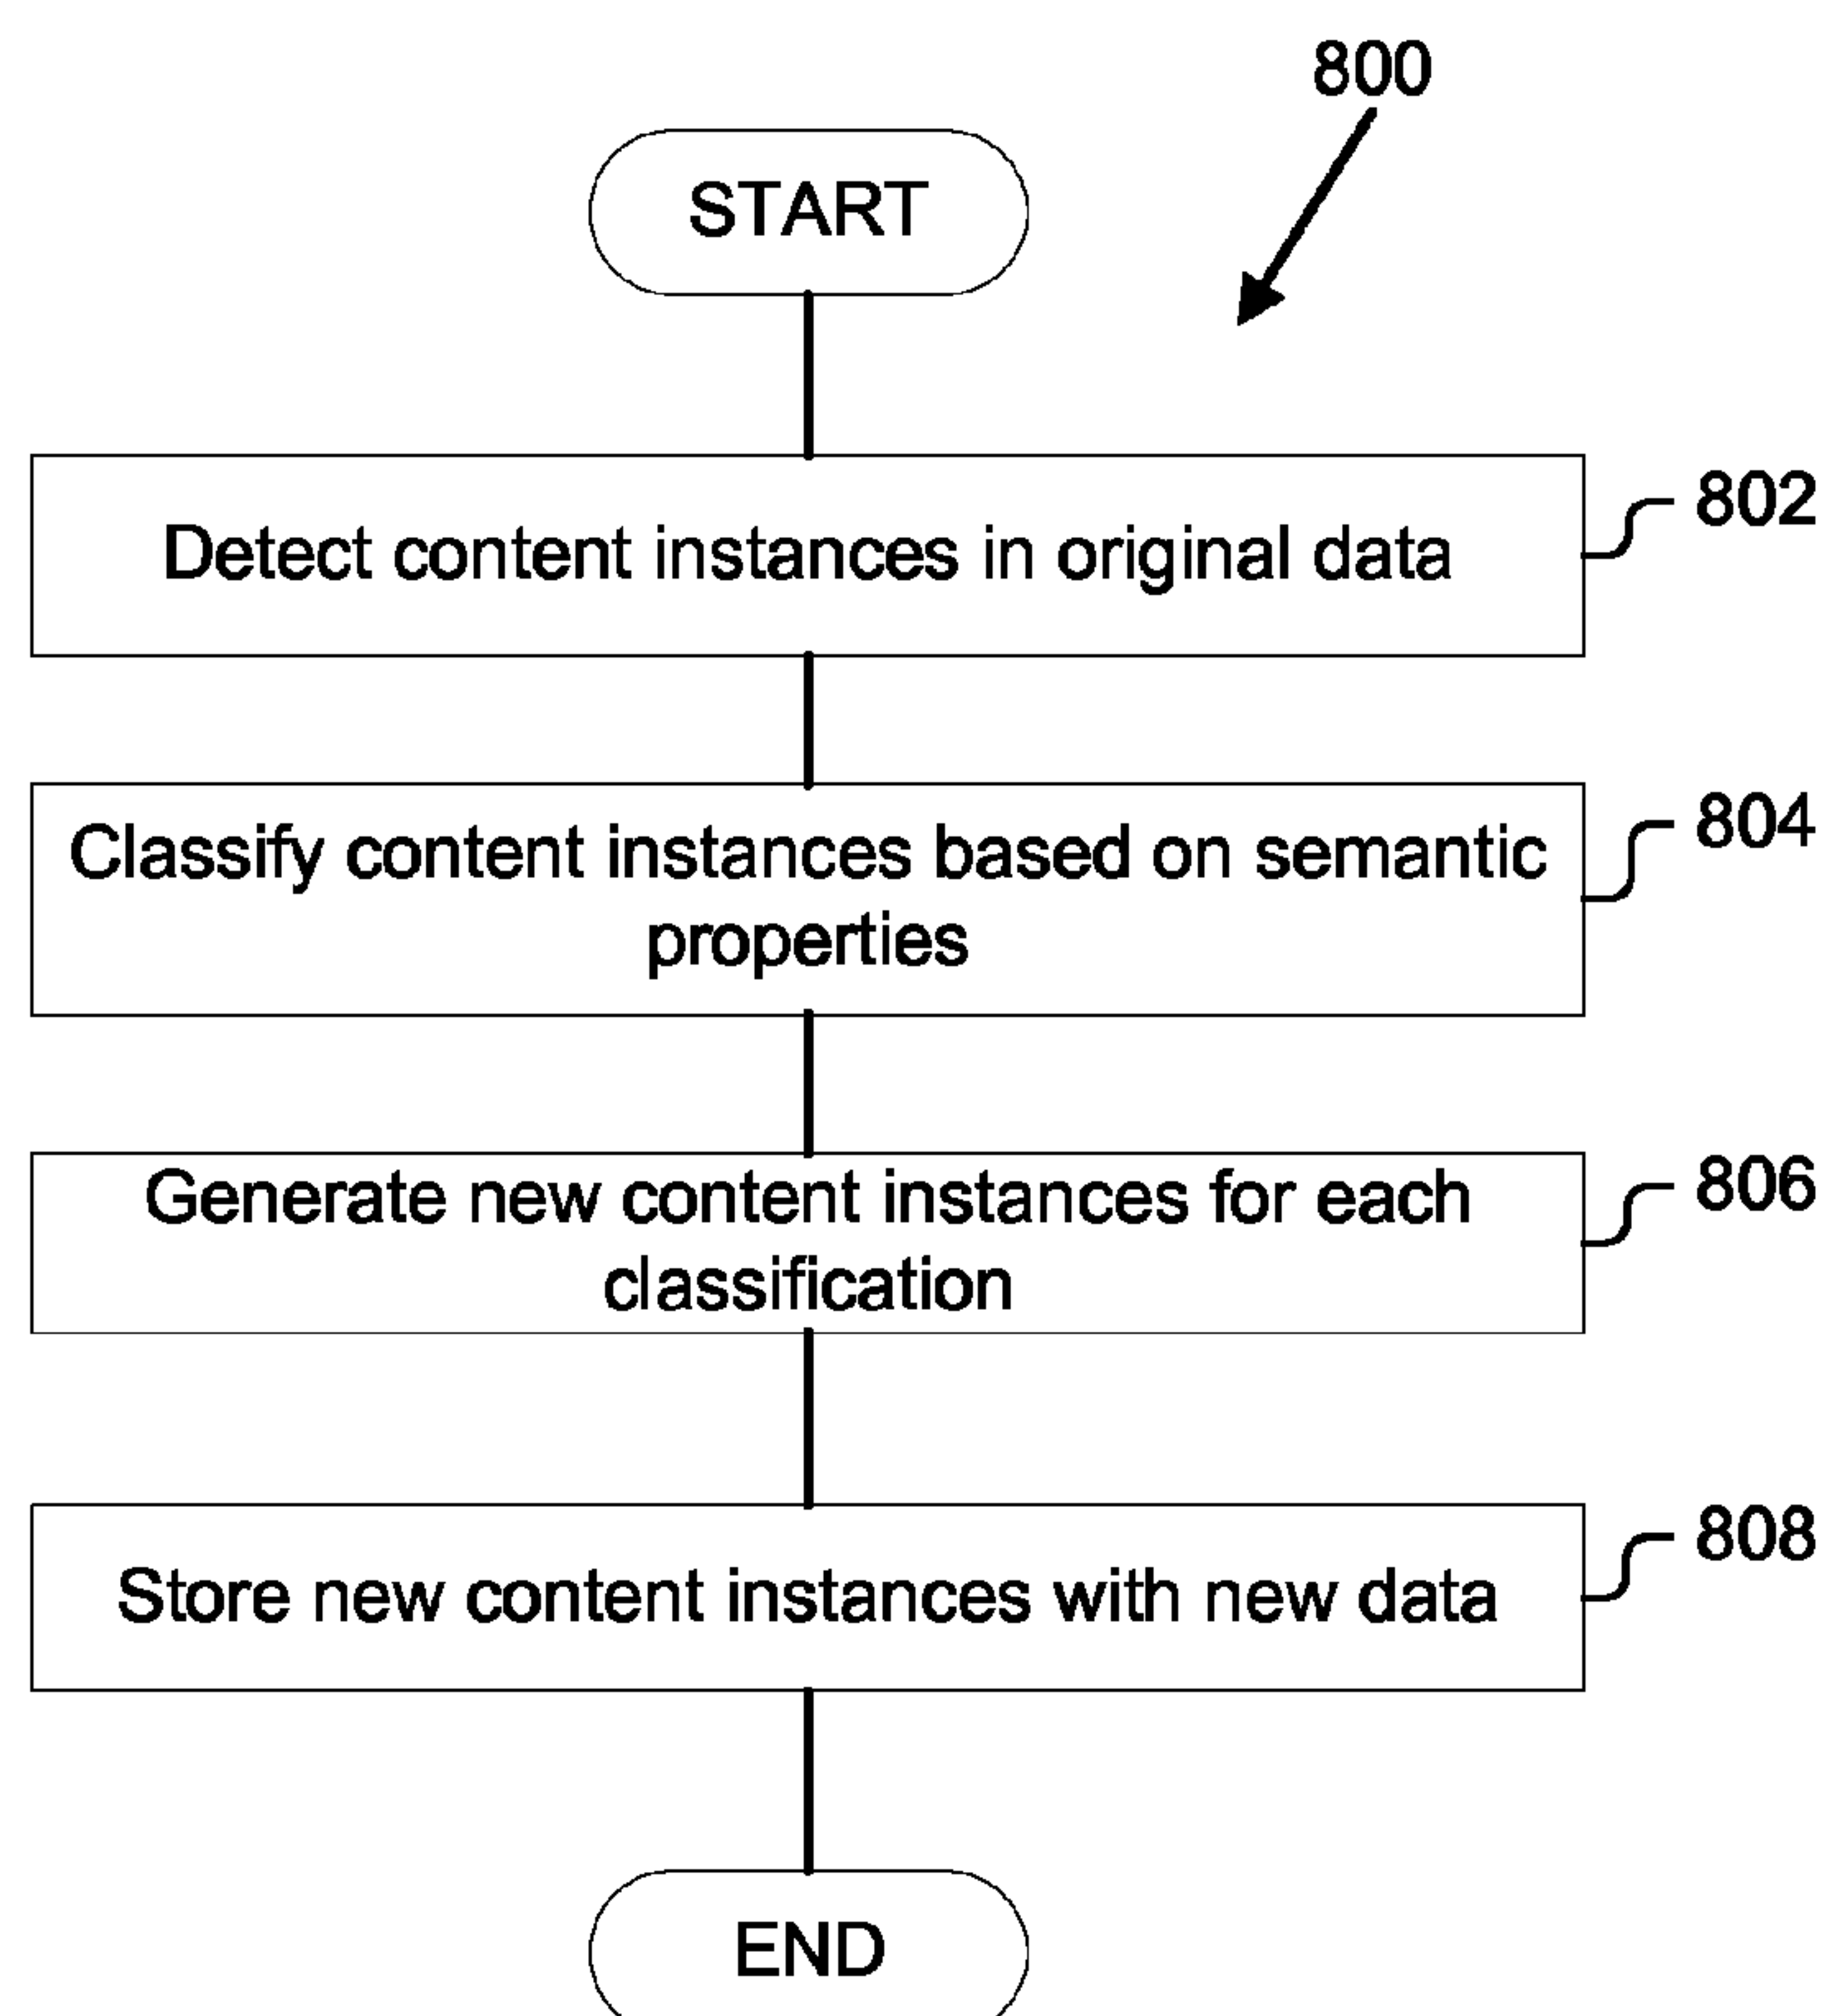 800
START
Detect content instances in original data
802
Classify content instances based on semantic
properties
804
Generate new content instances for each
classification
806
Store new content instances with new data
808
END